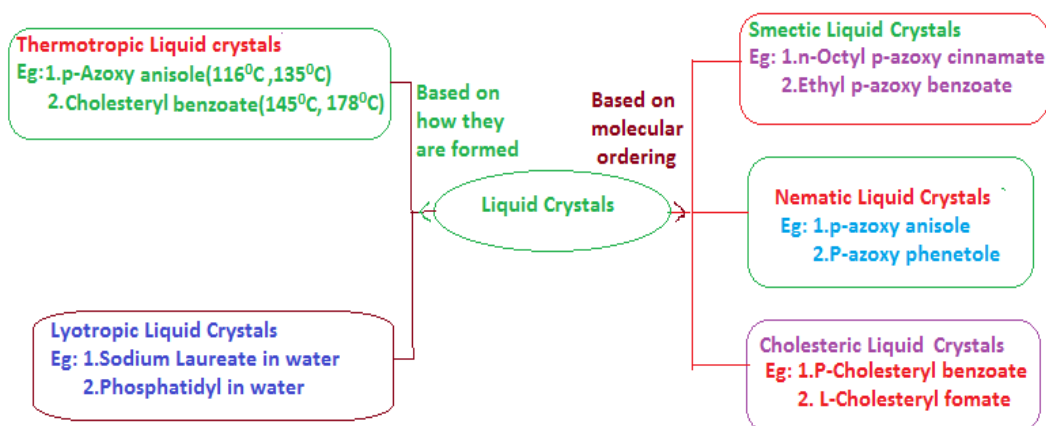 Thermotropic Liquid crystals
Eg:1.p-Azoxy anisole(116⁰C ,135⁰C)
2.Cholesteryl benzoate(145⁰C, 178⁰C)
Based on
how they
are formed
Lyotropic Liquid Crystals
Eg: 1.Sodium Laureate in water
2.Phosphatidyl in water
Liquid Crystals
Based on
molecular
ordering
Smectic Liquid Crystals
Eg: 1.n-Octyl p-azoxy cinnamate
2.Ethyl p-azoxy benzoate
Nematic Liquid Crystals
Eg: 1.p-azoxy anisole
2.P-azoxy phenetole
Cholesteric Liquid Crystals
Eg: 1.P-Cholesteryl benzoate
2. L-Cholesteryl fomate